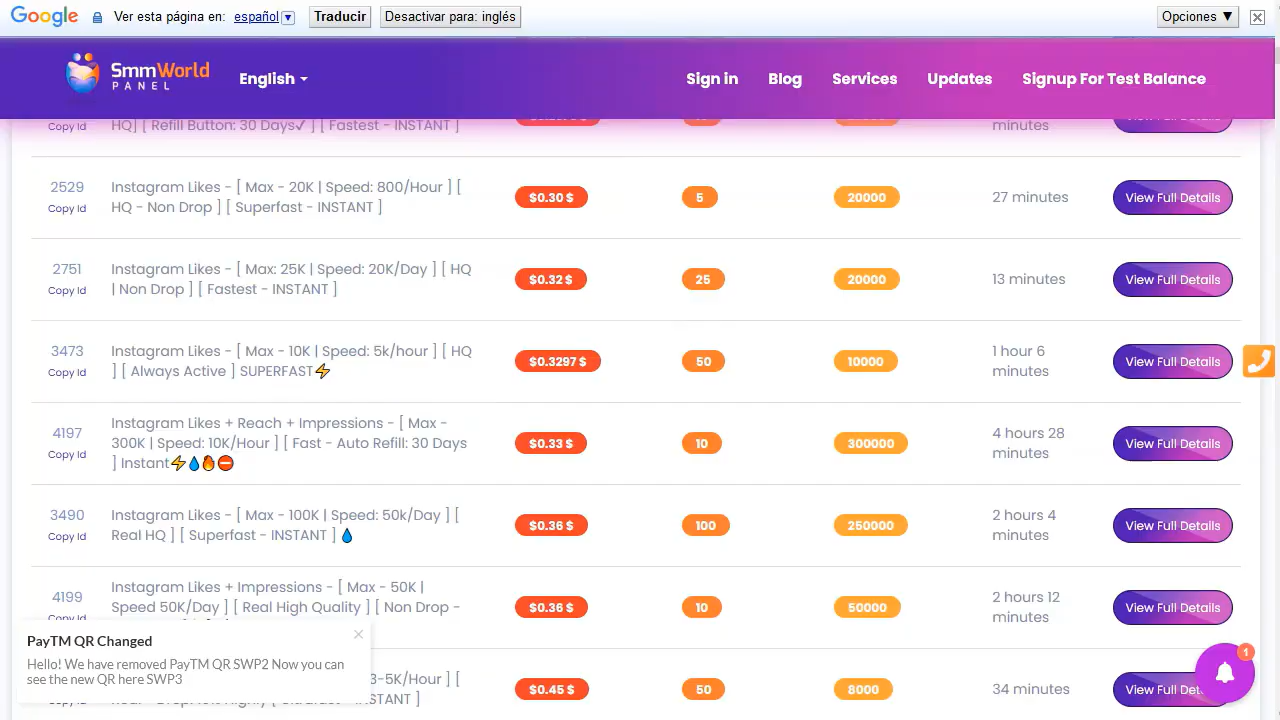 Google Ver esta página en: español Traducir Desactivar para: inglés Opciones ▼
SmmWorld
PANEL
English
Sign in Blog Services Updates Signup For Test Balance
Copy Id HQ] [ Refill Button: 30 Days✓ ] [ Fastest - INSTANT ] minutes
2529 Instagram Likes - [ Max - 20K | Speed: 800/Hour ] [
Copy Id HQ - Non Drop ] [ Superfast - INSTANT ]
$0.30 $ 5 20000 27 minutes View Full Details
2751 Instagram Likes - [ Max: 25K | Speed: 20K/Day ] [ HQ
Copy Id | Non Drop ] [ Fastest - INSTANT ]
$0.32 $ 25 20000 13 minutes View Full Details
3473 Instagram Likes - [ Max - 10K | Speed: 5k/hour ] [ HQ
Copy Id ] [ Always Active ] SUPERFAST⚡
$0.3297 $ 50 10000 1 hour 6
minutes
View Full Details
4197 Instagram Likes + Reach + Impressions - [ Max -
300K | Speed: 10K/Hour ] [ Fast - Auto Refill: 30 Days
Copy Id ] Instant⚡💧🔥⛔
$0.33 $ 10 300000 4 hours 28
minutes
View Full Details
3490 Instagram Likes - [ Max - 100K | Speed: 50k/Day ] [
Copy Id Real HQ ] [ Superfast - INSTANT ]💧
$0.36 $ 100 250000 2 hours 4
minutes
View Full Details
4199 Instagram Likes + Impressions - [ Max - 50K |
Copy Id Speed 50K/Day ] [ Real High Quality ] [ Non Drop -
$0.36 $ 10 50000 2 hours 12
minutes
View Full Details
PayTM QR Changed
Hello! We have removed PayTM QR SWP2 Now you can
see the new QR here SWP3
3-5K/Hour ] [
INSTANT ]
$0.45 $ 50 8000 34 minutes View Full
1